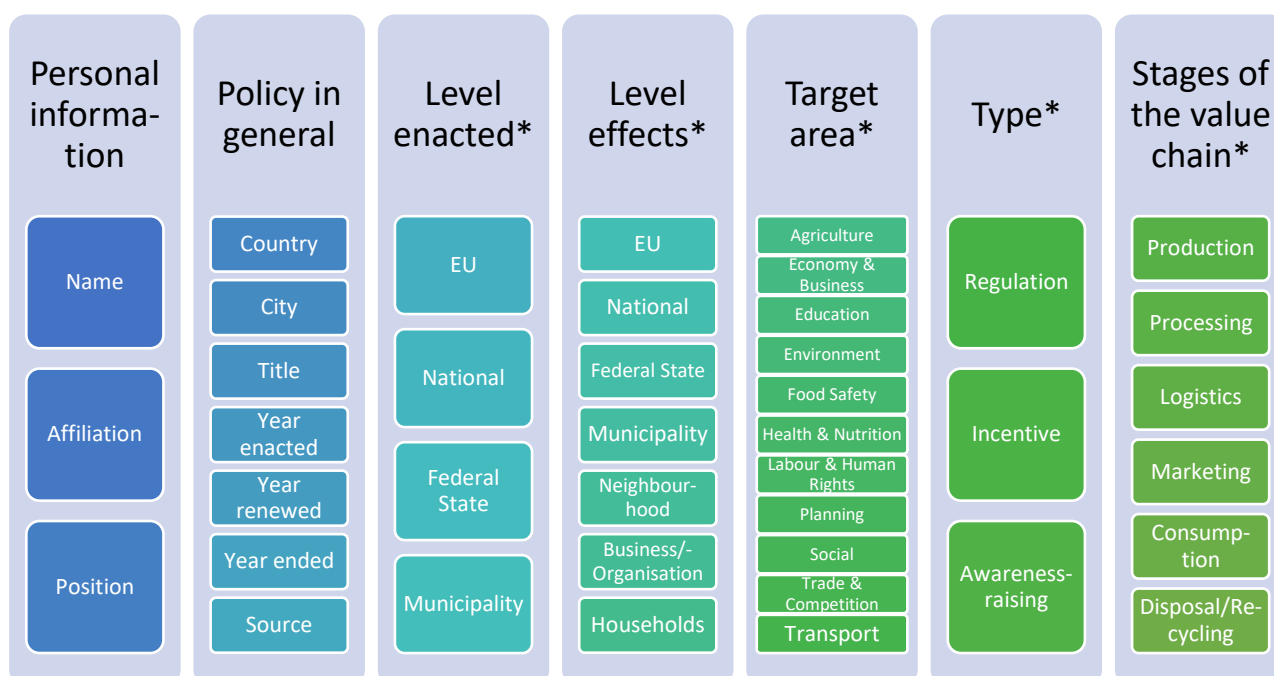 Personal
informa-
tion
Name
Affiliation
Position
Policy in
general
Country
City
Title
Year
enacted
Year
renewed
Year ended
Source
Level
enacted*
EU
National
Federal
State
Municipality
Level
effects*
EU
National
Federal State
Municipality
Neighbour-
hood
Business/-
Organisation
Households
Target
area*
Agriculture
Economy &
Business
Education
Environment
Food Safety
Health & Nutrition
Labour & Human
Rights
Planning
Social
Trade &
Competition
Transport
Type*
Regulation
Incentive
Awareness-
raising
Stages of
the value
chain*
Production
Processing
Logistics
Marketing
Consump-
tion
Disposal/Re-
cycling